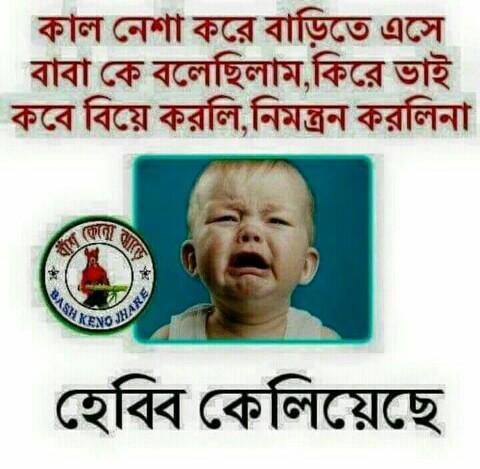 কাল নেশা করে বাড়িতে এসে
বাবা কে বলেছিলাম,কিরে ভাই
কবে বিয়ে করলি,নিমন্ত্রন করলিনা
বাঁশ কেনো ঝাড়ে
BASH KENO JHARE
হেব্বি কেলিয়েছে